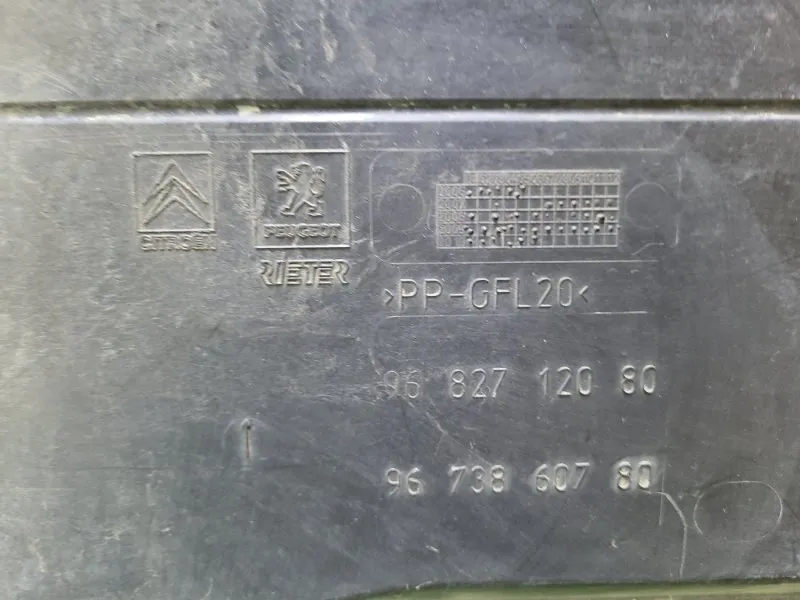 CITROËN
PEUGEOT
RIETER
>PP-GFL20<
96 827 120 80
96 738 607 80